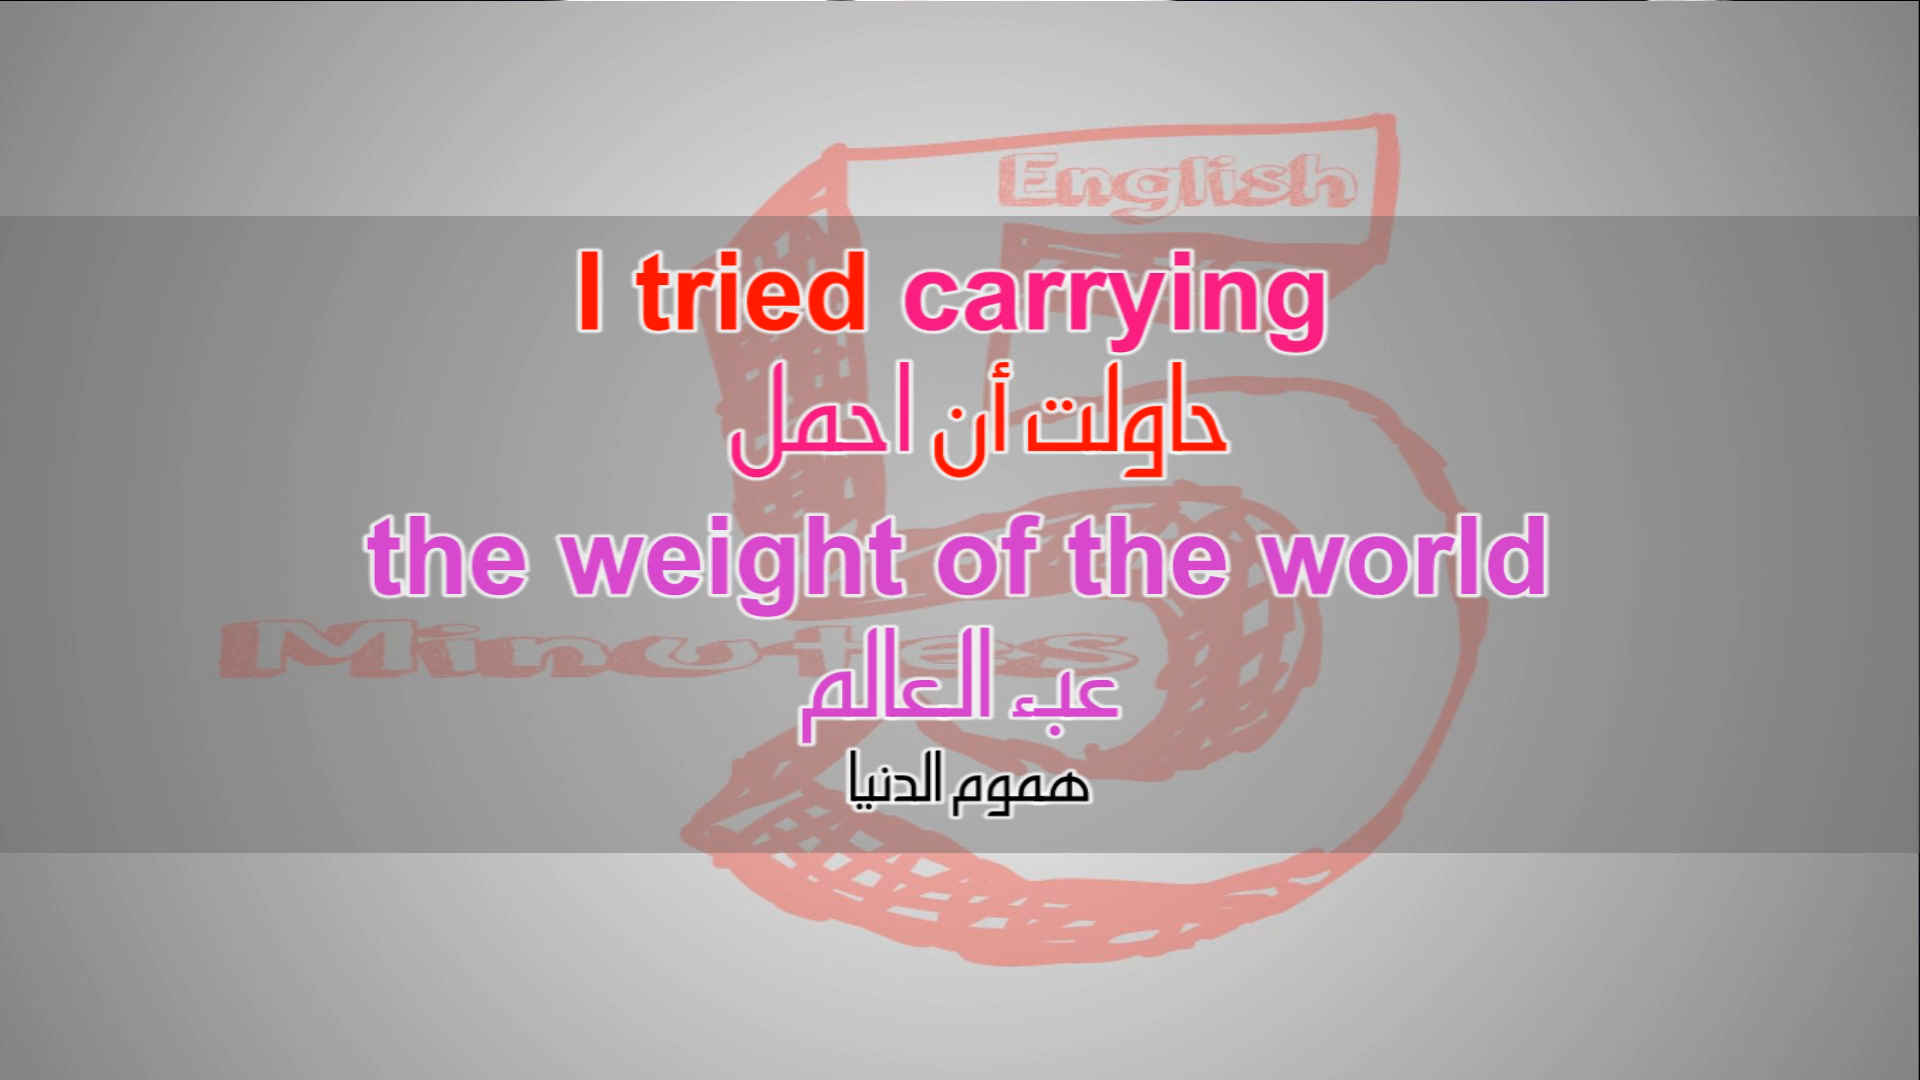 English
I tried carrying
حاولت أن احمل
the weight of the world
Minutes
عبء العالم
هموم الدنيا